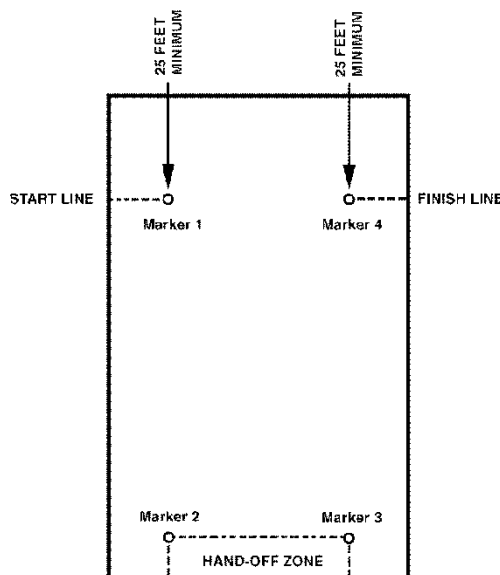 25 FEET
MINIMUM
25 FEET
MINIMUM
START LINE
FINISH LINE
Marker 1
Marker 4
Marker 2
Marker 3
HAND-OFF ZONE